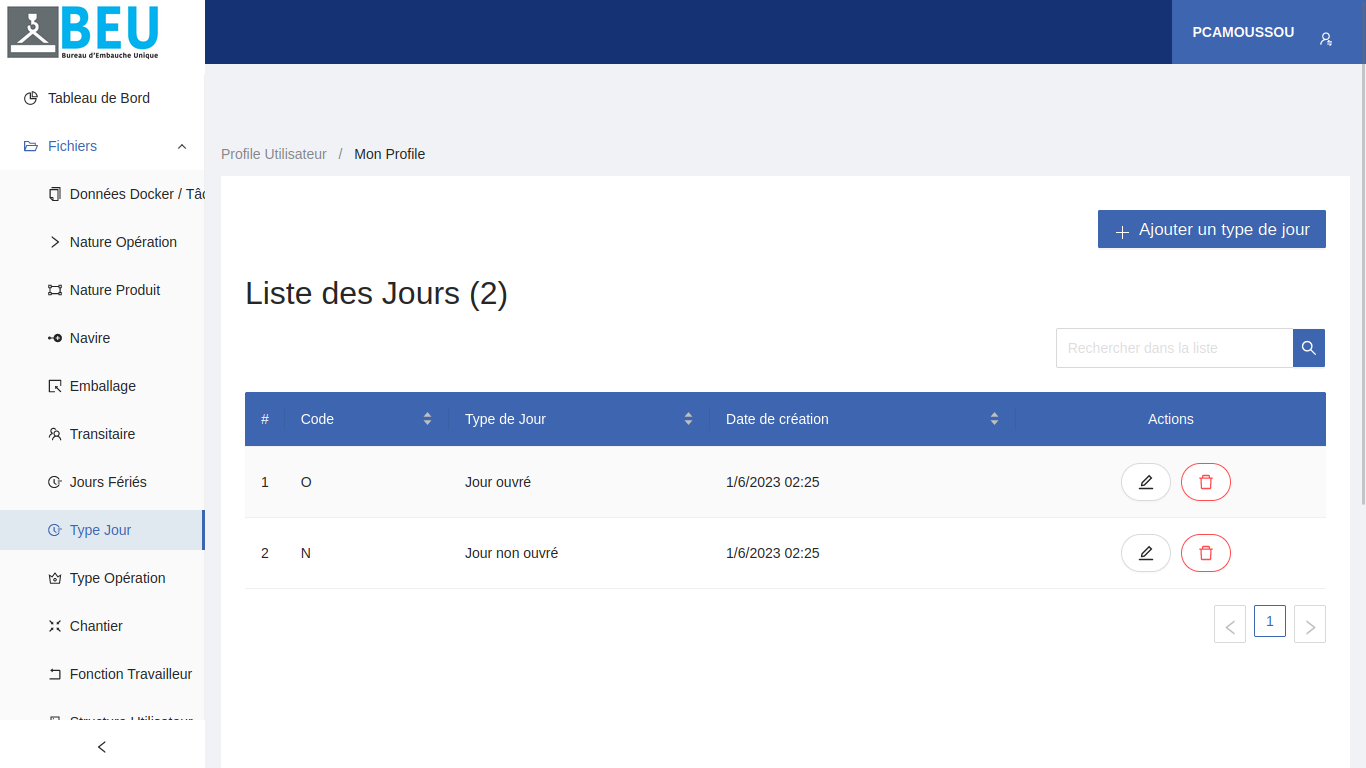 BEU
Bureau d'Embauche Unique
PCAMOUSSOU
Tableau de Bord
Fichiers
Données Docker / Tâc
Nature Opération
Nature Produit
Navire
Emballage
Transitaire
Jours Fériés
Type Jour
Type Opération
Chantier
Fonction Travailleur
Structure Utilisateur
Profile Utilisateur / Mon Profile
+ Ajouter un type de jour
Liste des Jours (2)
Rechercher dans la liste
# Code Type de Jour Date de création Actions
1 O Jour ouvré 1/6/2023 02:25
2 N Jour non ouvré 1/6/2023 02:25
< 1 >